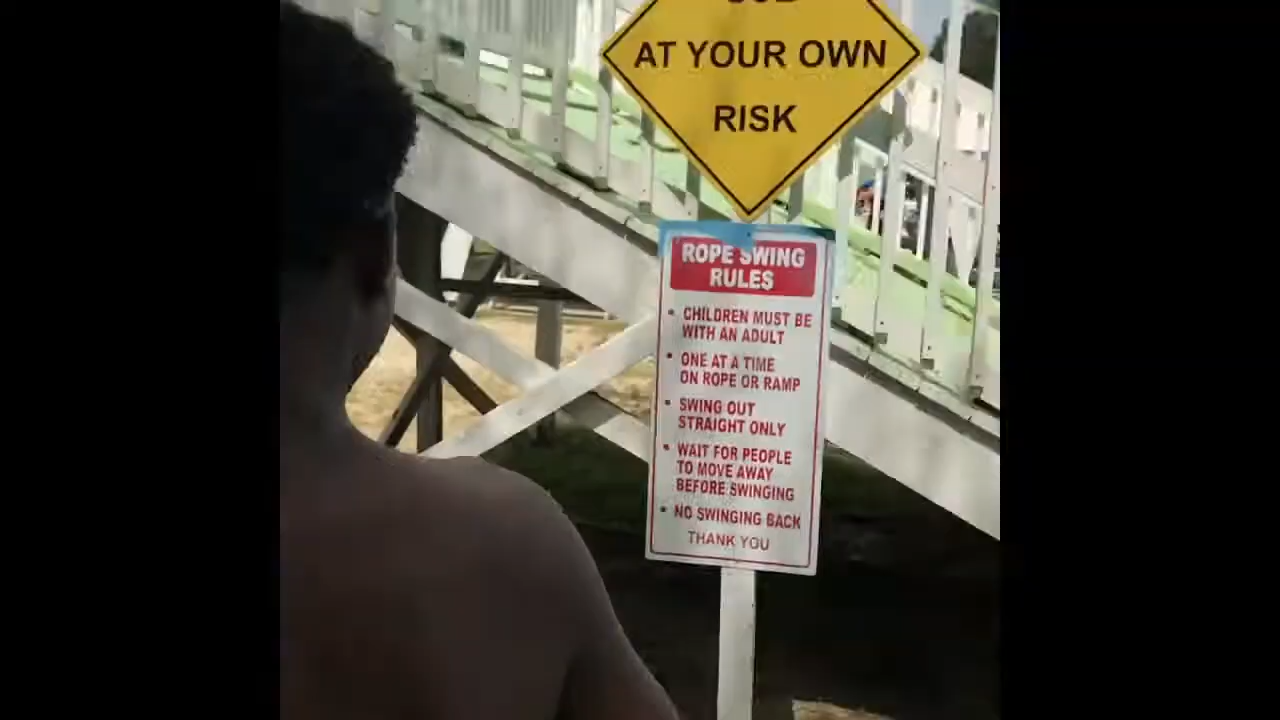 AT YOUR OWN
RISK
ROPE SWING
RULES
• CHILDREN MUST BE
WITH AN ADULT
• ONE AT A TIME
ON ROPE OR RAMP
• SWING OUT
STRAIGHT ONLY
• WAIT FOR PEOPLE
TO MOVE AWAY
BEFORE SWINGING
• NO SWINGING BACK
THANK YOU